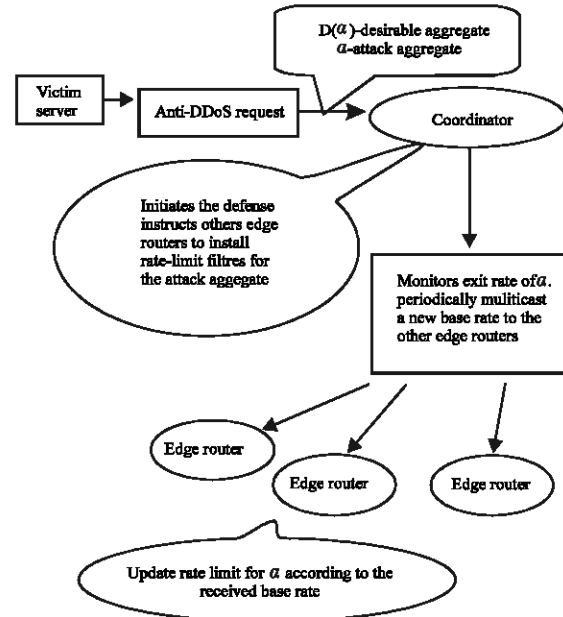 D(α)-desirable aggregate
α-attack aggregate
Victim
server
Anti-DDoS request
Coordinator
Initiates the defense
instructs others edge
routers to install
rate-limit filtres for
the attack aggegate
Monitors exit rate of α.
periodically muliticast
a new base rate to the
other edge routers
Edge router
Edge router
Edge router
Update rate limit for α according to the
received base rate